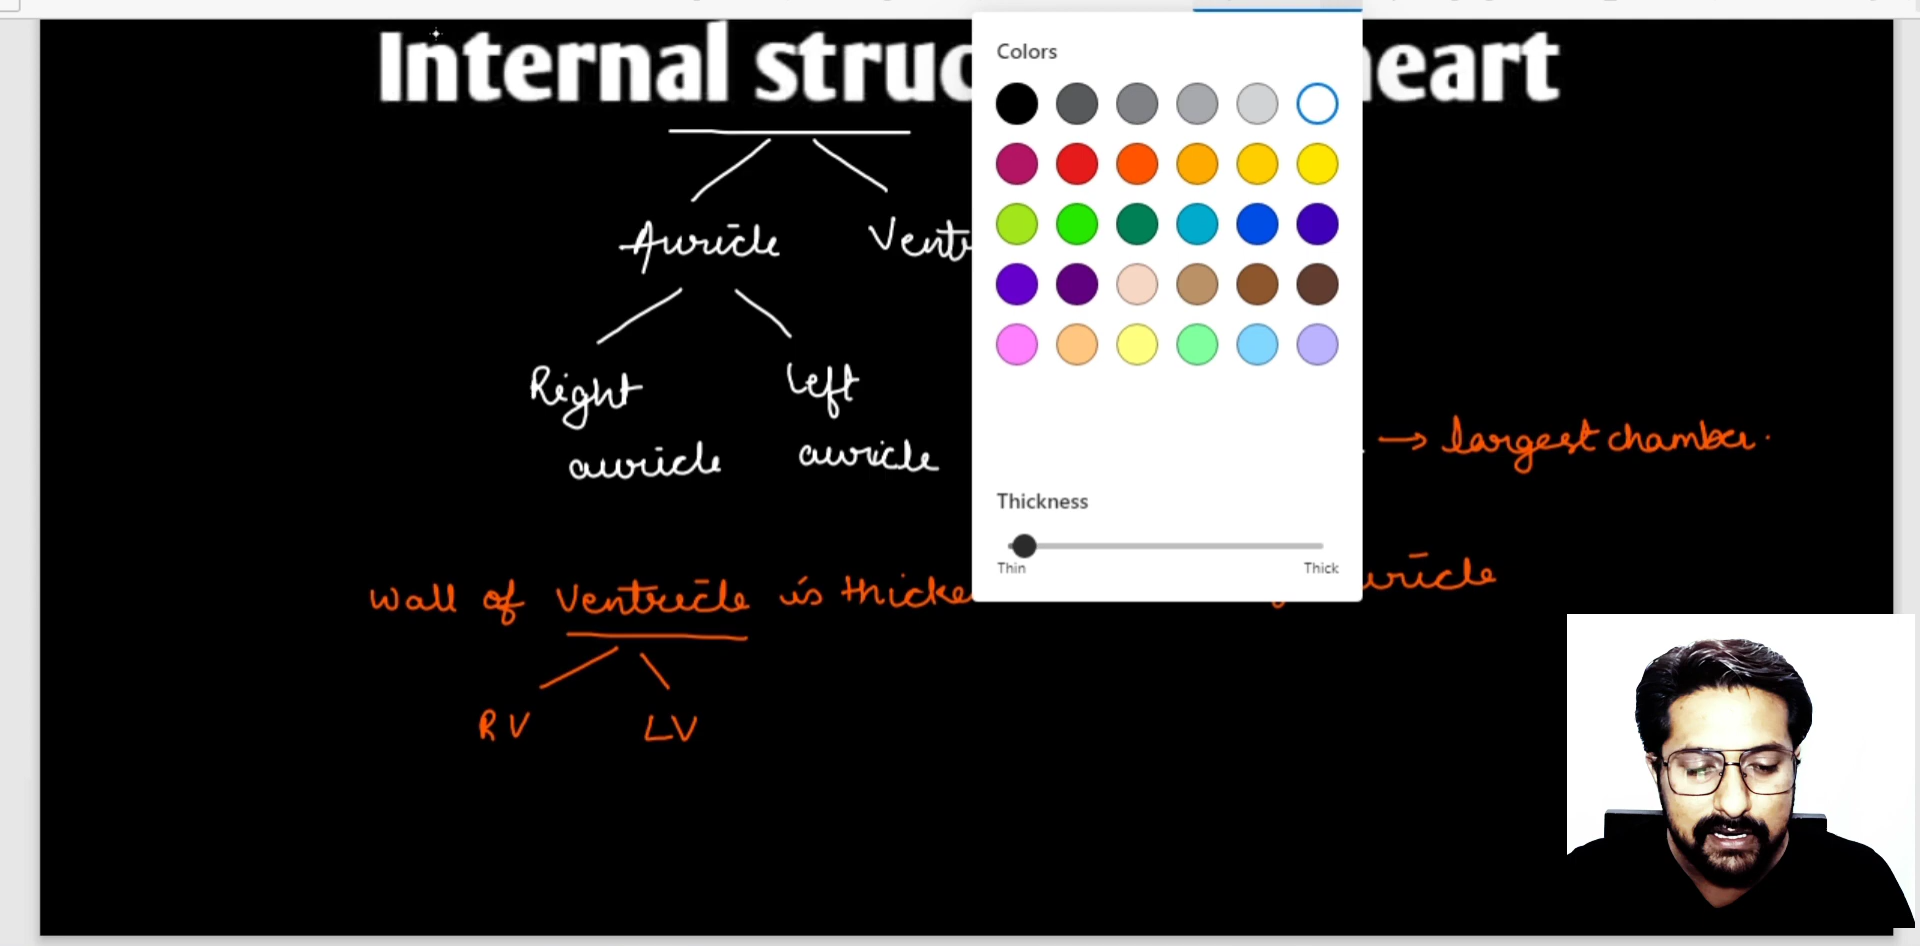 Internal struc
eart
Colors
Auricle
Right auricle
left auricle
→ largest chamber.
Thickness
Thin
Thick
wall of ventricle is thicke
uricle
RV
LV